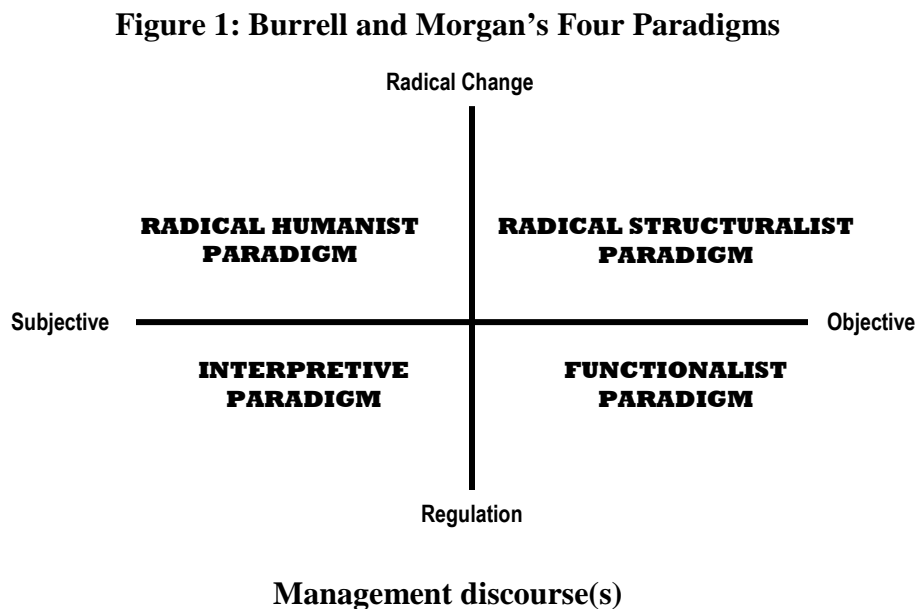 Figure 1: Burrell and Morgan's Four Paradigms
Radical Change
RADICAL HUMANIST
PARADIGM
RADICAL STRUCTURALIST
PARADIGM
Subjective
Objective
INTERPRETIVE
PARADIGM
FUNCTIONALIST
PARADIGM
Regulation
Management discourse(s)